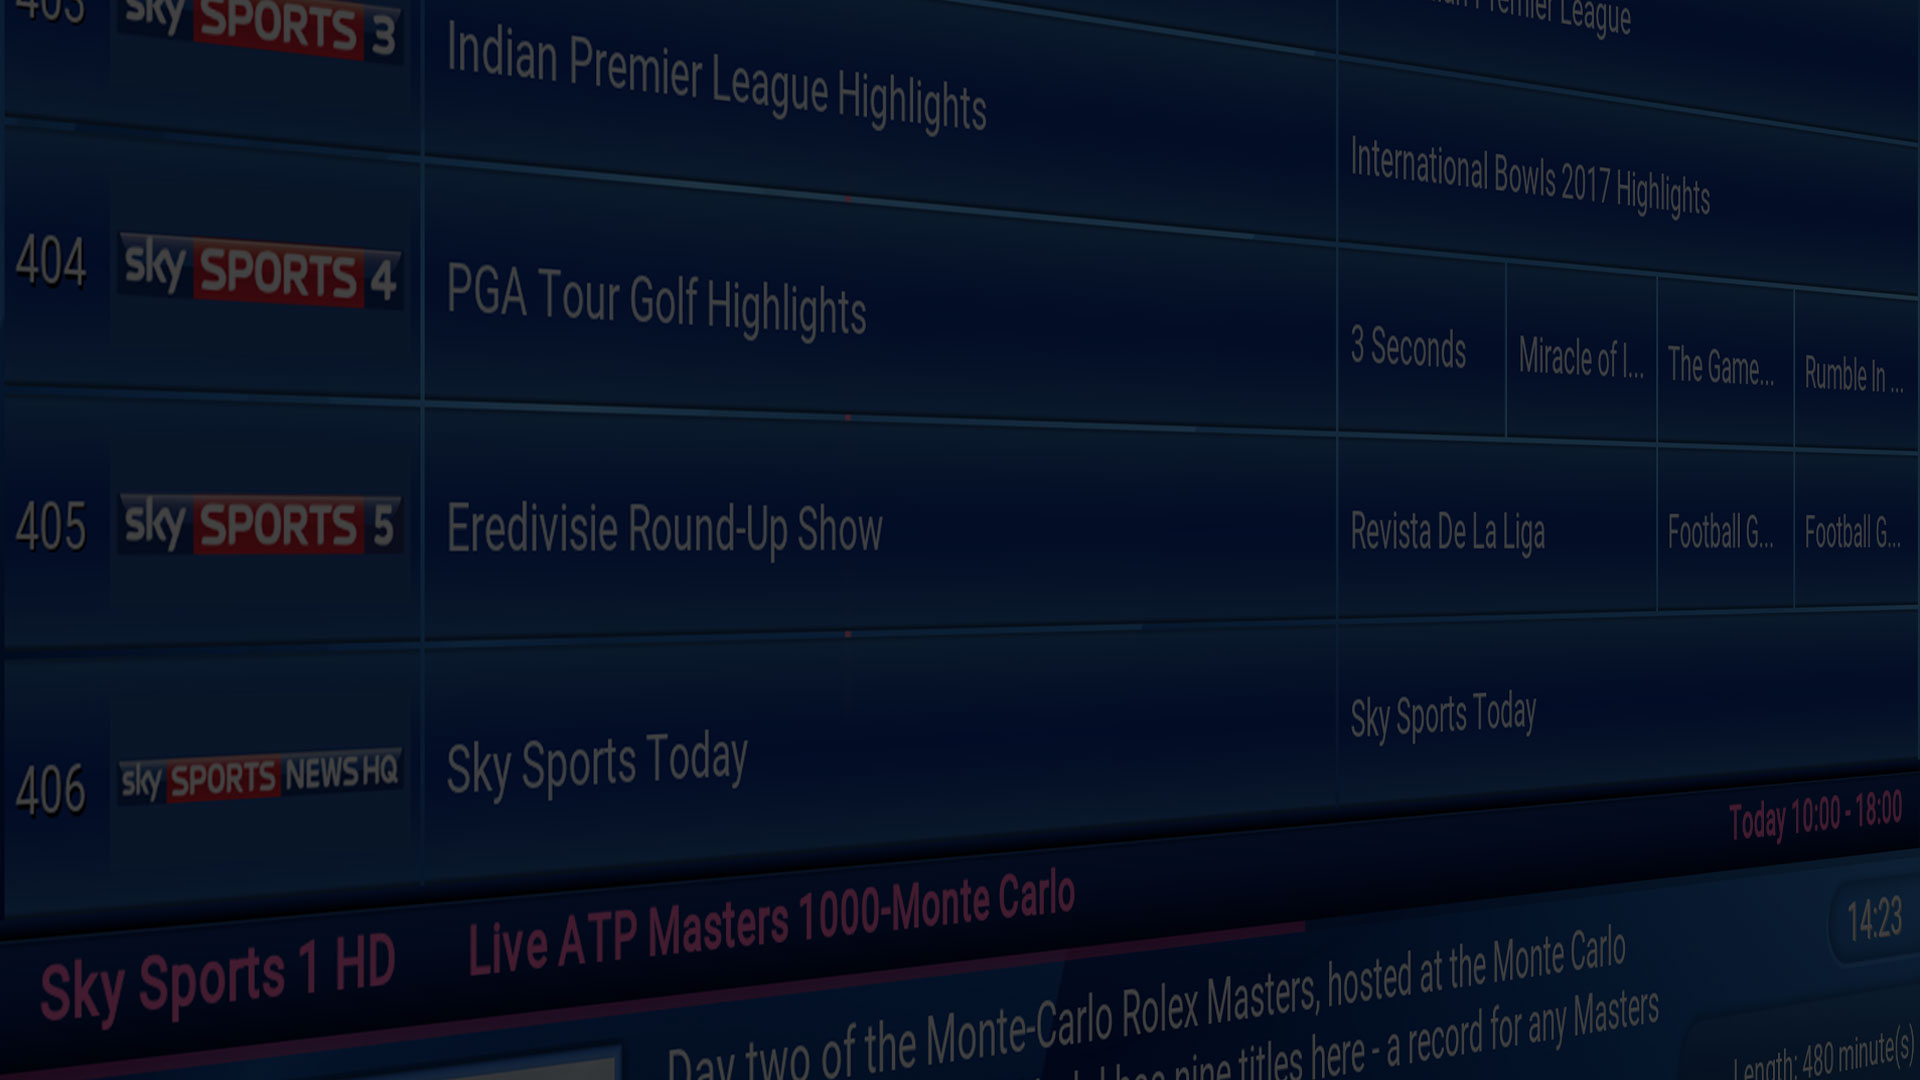 403 sky SPORTS 3 Indian Premier League Highlights Premier League
International Bowls 2017 Highlights
404 sky SPORTS 4 PGA Tour Golf Highlights 3 Seconds Miracle of I... The Game... Rumble In ...
405 sky SPORTS 5 Eredivisie Round-Up Show Revista De La Liga Football G... Football G...
406 sky SPORTS NEWS HQ Sky Sports Today Sky Sports Today
Sky Sports 1 HD Live ATP Masters 1000-Monte Carlo Today 10:00 - 18:00
14:23
Day two of the Monte-Carlo Rolex Masters, hosted at the Monte Carlo
has nine titles here - a record for any Masters
Length: 480 minute(s)